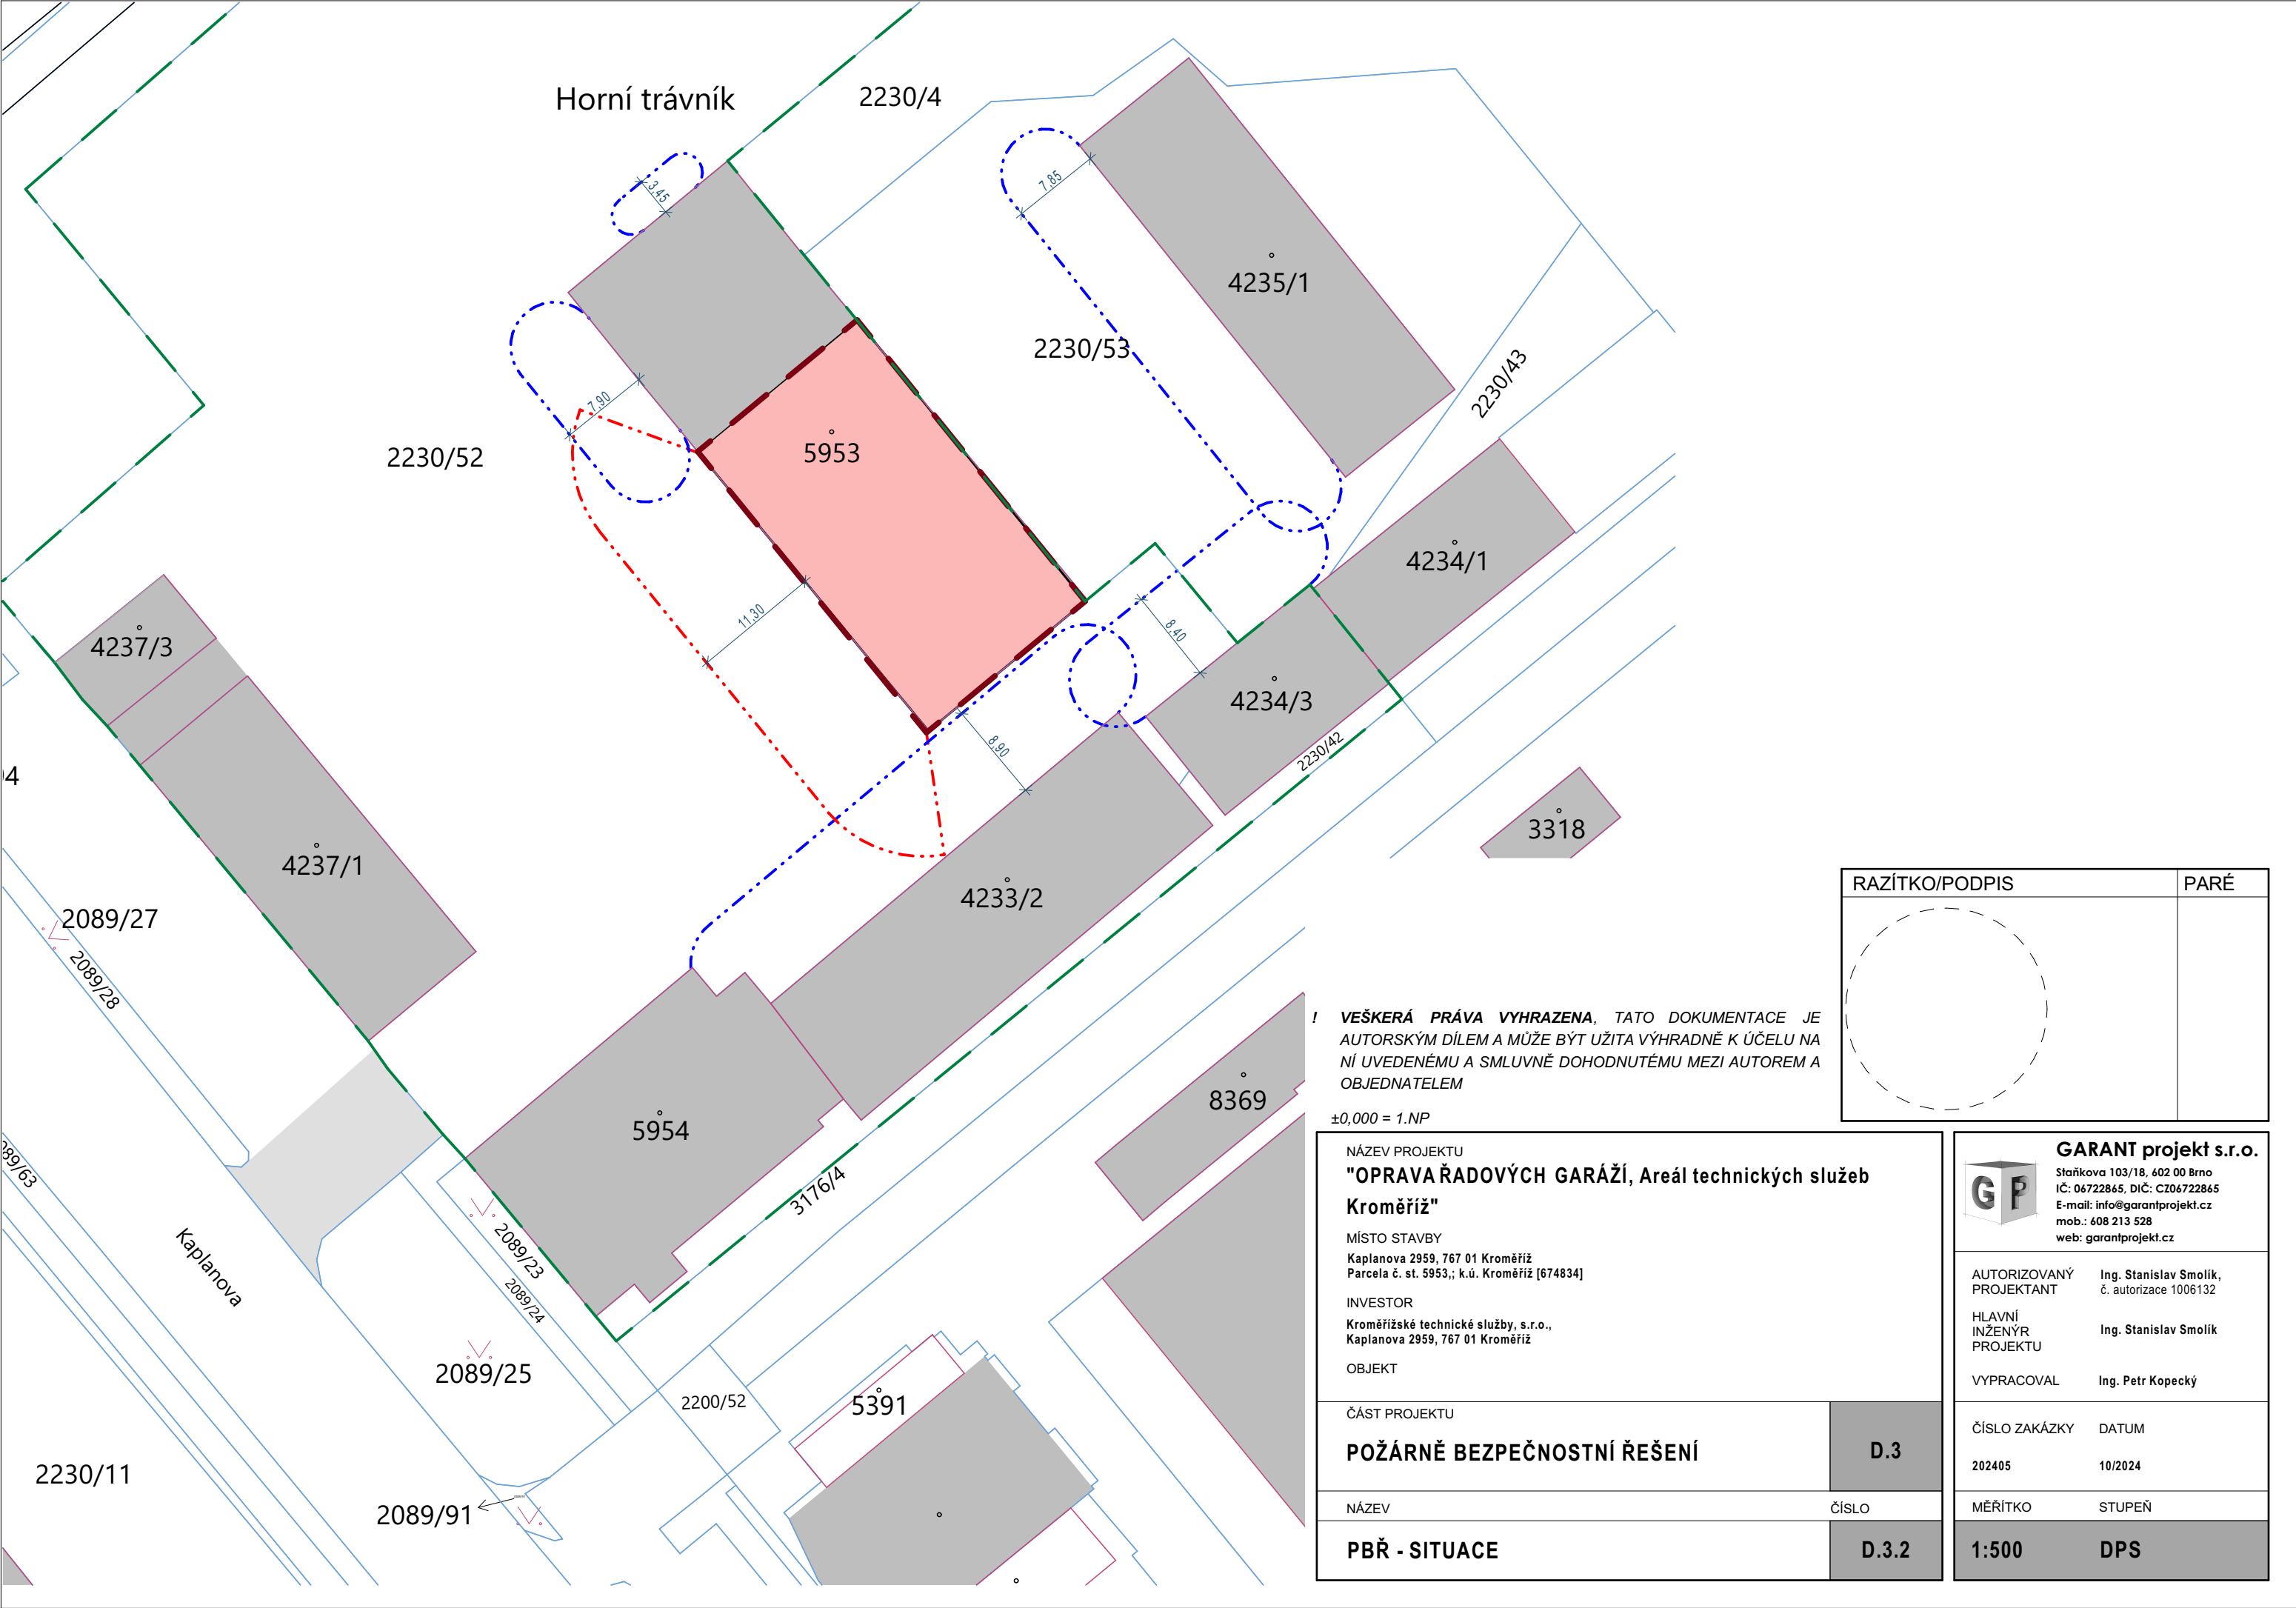 Horní trávník
2230/4
3,45
7,85
4235/1
2230/53
2230/43
7,90
2230/52
5953
4234/1
11,30
8,40
4237/3
4234/3
2230/42
8,90
3318
4237/1
4233/2
2089/27
2089/28
5954
8369
3176/4
Kaplanova
2089/23
2089/24
2089/25
2200/52
5391
2230/11
2089/91
RAZÍTKO/PODPIS
PARÉ
! VEŠKERÁ PRÁVA VYHRAZENA, TATO DOKUMENTACE JE
AUTORSKÝM DÍLEM A MŮŽE BÝT UŽITA VÝHRADNĚ K ÚČELU NA
NÍ UVEDENÉMU A SMLUVNĚ DOHODNUTÉMU MEZI AUTOREM A
OBJEDNATELEM
±0,000 = 1.NP
NÁZEV PROJEKTU
"OPRAVA ŘADOVÝCH GARÁŽÍ, Areál technických služeb
Kroměříž"
MÍSTO STAVBY
Kaplanova 2959, 767 01 Kroměříž
Parcela č. st. 5953,; k.ú. Kroměříž [674834]
INVESTOR
Kroměřížské technické služby, s.r.o.,
Kaplanova 2959, 767 01 Kroměříž
OBJEKT
ČÁST PROJEKTU
POŽÁRNĚ BEZPEČNOSTNÍ ŘEŠENÍ
D.3
NÁZEV
ČÍSLO
PBŘ - SITUACE
D.3.2
GP
GARANT projekt s.r.o.
Staňkova 103/18, 602 00 Brno
IČ: 06722865, DIČ: CZ06722865
E-mail: info@garantprojekt.cz
mob.: 608 213 528
web: garantprojekt.cz
AUTORIZOVANÝ
PROJEKTANT
Ing. Stanislav Smolík,
č. autorizace 1006132
HLAVNÍ
INŽENÝR
PROJEKTU
Ing. Stanislav Smolík
VYPRACOVAL
Ing. Petr Kopecký
ČÍSLO ZAKÁZKY
DATUM
202405
10/2024
MĚŘÍTKO
STUPEŇ
1:500
DPS